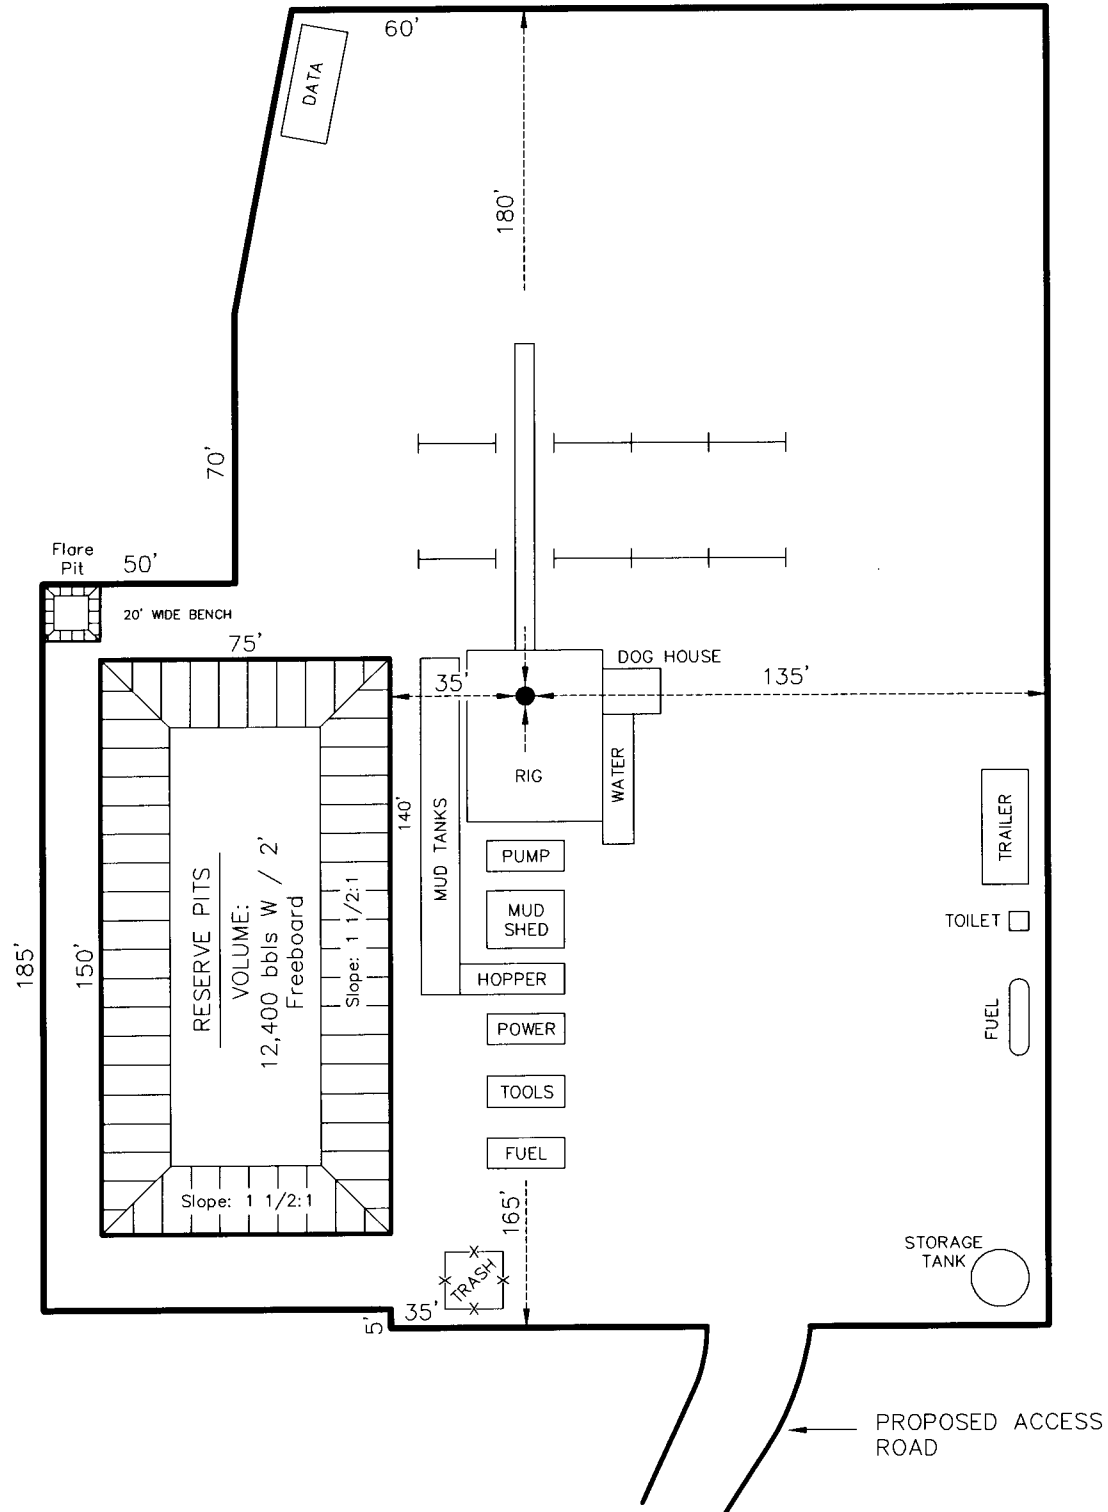 60'
DATA
180'
70'
Flare
Pit
50'
20' WIDE BENCH
75'
DOG HOUSE
35'
135'
RIG
WATER
MUD TANKS
140'
TRAILER
PUMP
RESERVE PITS
VOLUME:
12,400 bbls W / 2'
Freeboard
Slope: 1 1/2:1
MUD
SHED
TOILET
185'
150'
HOPPER
FUEL
POWER
TOOLS
FUEL
Slope: 1 1/2:1
165'
STORAGE
TANK
TRASH
35'
5'
PROPOSED ACCESS
ROAD